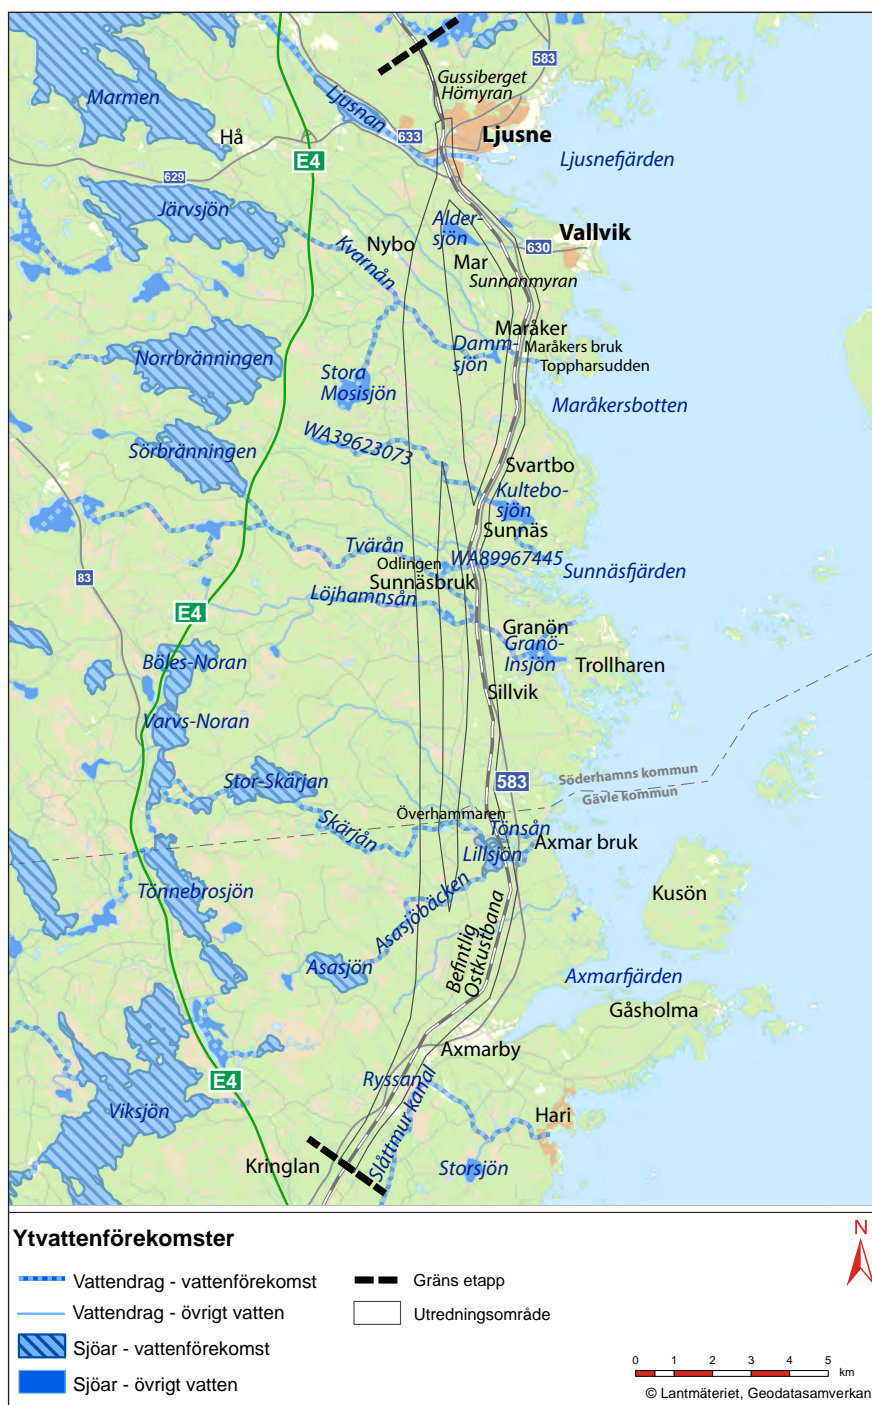 583
Gussiberget
Hömyran
Marmen
Ljusnan
Hå
633
Ljusne
E4
Ljusnefjärden
629
Järvsjön
Alder-
sjön
Vallvik
Nybo
630
Kvarnån
Mar
Sunnanmyran
Maråker
Norrbränningen
Damm-
sjön
Maråkers bruk
Toppharsudden
Stora
Mosisjön
Maråkersbotten
WA39623073
Sörbränningen
Svartbo
Kultebo-
sjön
Sunnäs
Tvärån
WA89967445
Odlingen
Sunnäsbruk
Sunnäsfjärden
83
Löjhamnsån
E4
Granön
Granö-
Insjön
Trollharen
Böles-Noran
Sillvik
Varvs-Noran
Stor-Skärjan
583
Söderhamns kommun
Gävle kommun
Skärjån
Överhammaren
Tönsån
Axmar bruk
Lillsjön
Tönnebrosjön
Asasjöbäcken
Kusön
Befintlig
Ostkustbana
Asasjön
Axmarfjärden
Gåsholma
Axmarby
Ryssan
E4
Viksjön
Slåttmur kanal
Hari
Kringlan
Storsjön
Ytvattenförekomster
N
Vattendrag - vattenförekomst
Gräns etapp
Vattendrag - övrigt vatten
Utredningsområde
Sjöar - vattenförekomst
Sjöar - övrigt vatten
0 1 2 3 4 5
km
© Lantmäteriet, Geodatasamverkan